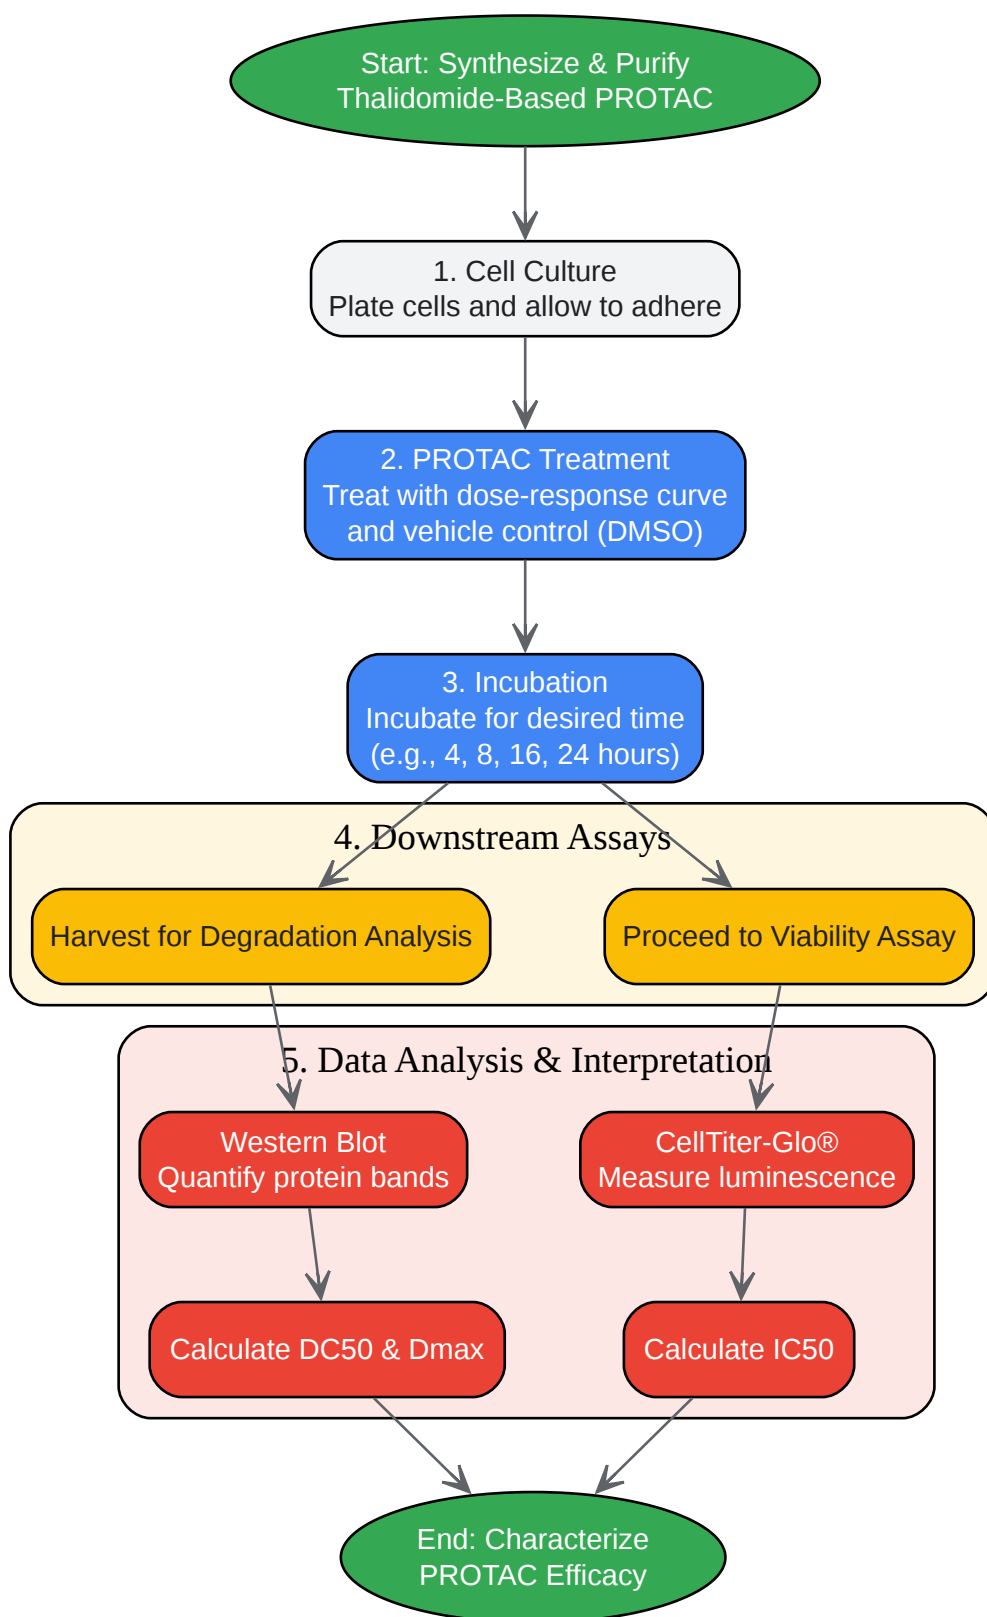 Start: Synthesize & Purify
Thalidomide-Based PROTAC
1. Cell Culture
Plate cells and allow to adhere
2. PROTAC Treatment
Treat with dose-response curve
and vehicle control (DMSO)
3. Incubation
Incubate for desired time
(e.g., 4, 8, 16, 24 hours)
4. Downstream Assays
Harvest for Degradation Analysis
Proceed to Viability Assay
5. Data Analysis & Interpretation
Western Blot
Quantify protein bands
CellTiter-Glo®
Measure luminescence
Calculate DC50 & Dmax
Calculate IC50
End: Characterize
PROTAC Efficacy